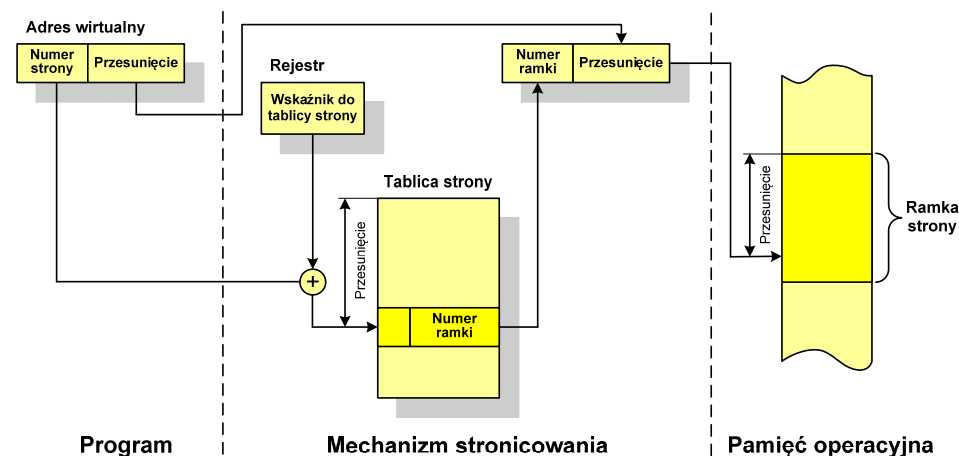 Adres wirtualny
Numer
strony
Przesunięcie
Rejestr
Wskaźnik do
tablicy strony
Tablica strony
Przesunięcie
Numer
ramki
Numer
ramki
Przesunięcie
Przesunięcie
Ramka
strony
Program
Mechanizm stronicowania
Pamięć operacyjna
+